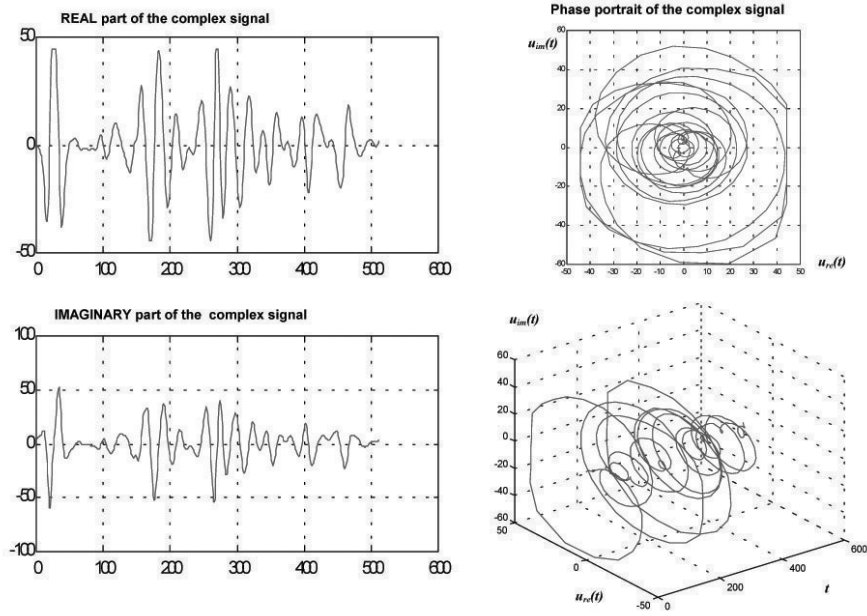 REAL part of the complex signal
50
0
-50
0 100 200 300 400 500 600
IMAGINARY part of the complex signal
100
50
0
-50
-100
0 100 200 300 400 500 600
Phase portrait of the complex signal
u_im(t)
60
40
20
0
-20
-40
-60
-50 -40 -30 -20 -10 0 10 20 30 40 50
u_re(t)
u_im(t)
60
40
20
0
-20
-40
-60
50
0
-50
u_re(t)
0
200
400
600
t